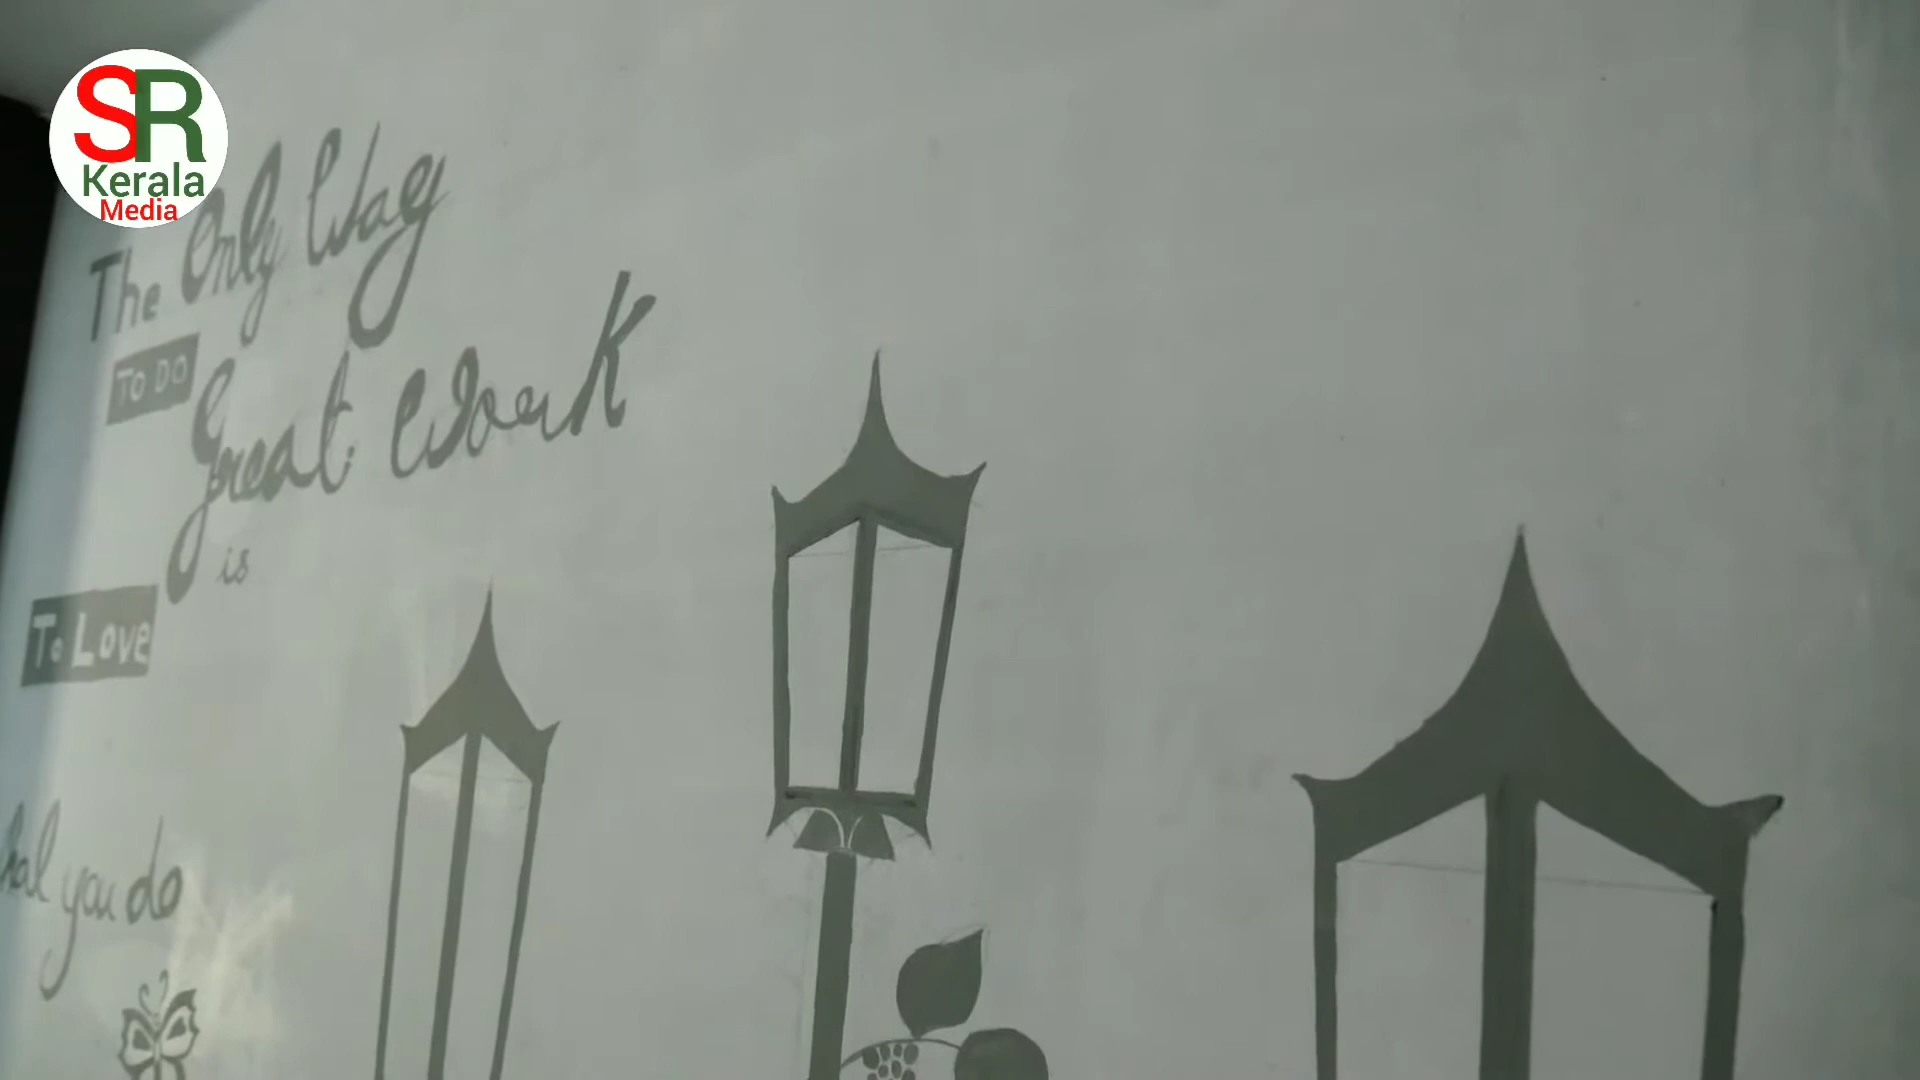 SR
Kerala
Media
The Only Way
TO DO
Great Work
is
To Love
you do